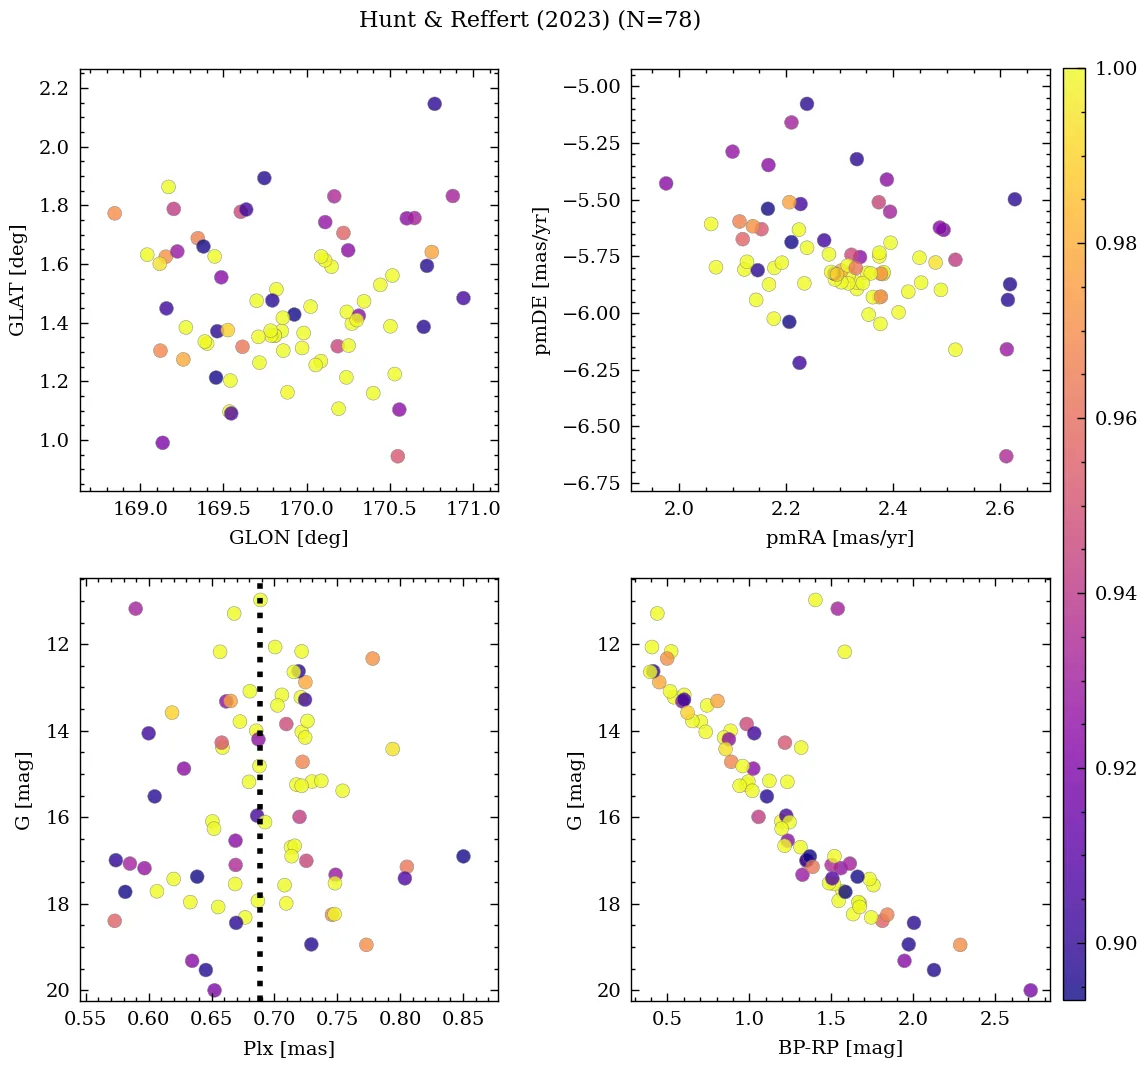 Hunt & Reffert (2023) (N=78)
2.2
2.0
1.8
1.6
1.4
1.2
1.0
GLAT [deg]
169.0 169.5 170.0 170.5 171.0
GLON [deg]
−5.00
−5.25
−5.50
−5.75
−6.00
−6.25
−6.50
−6.75
pmDE [mas/yr]
2.0 2.2 2.4 2.6
pmRA [mas/yr]
12
14
16
18
20
G [mag]
0.55 0.60 0.65 0.70 0.75 0.80 0.85
Plx [mas]
12
14
16
18
20
G [mag]
0.5 1.0 1.5 2.0 2.5
BP-RP [mag]
1.00
0.98
0.96
0.94
0.92
0.90